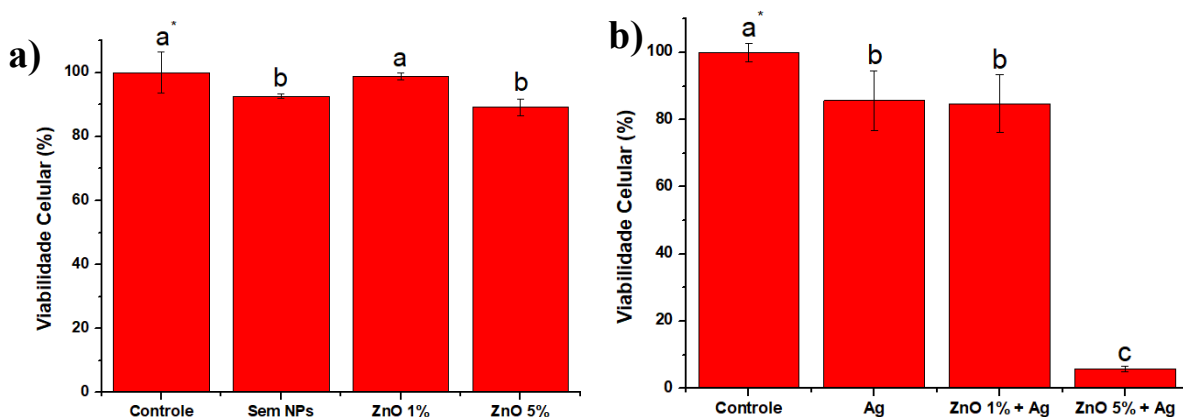 a)
Viabilidade Celular (%)
120
100
80
60
40
20
0
a*
b
a
b
Controle
Sem NPs
ZnO 1%
ZnO 5%
b)
Viabilidade Celular (%)
100
80
60
40
20
0
a*
b
b
c
Controle
Ag
ZnO 1% + Ag
ZnO 5% + Ag